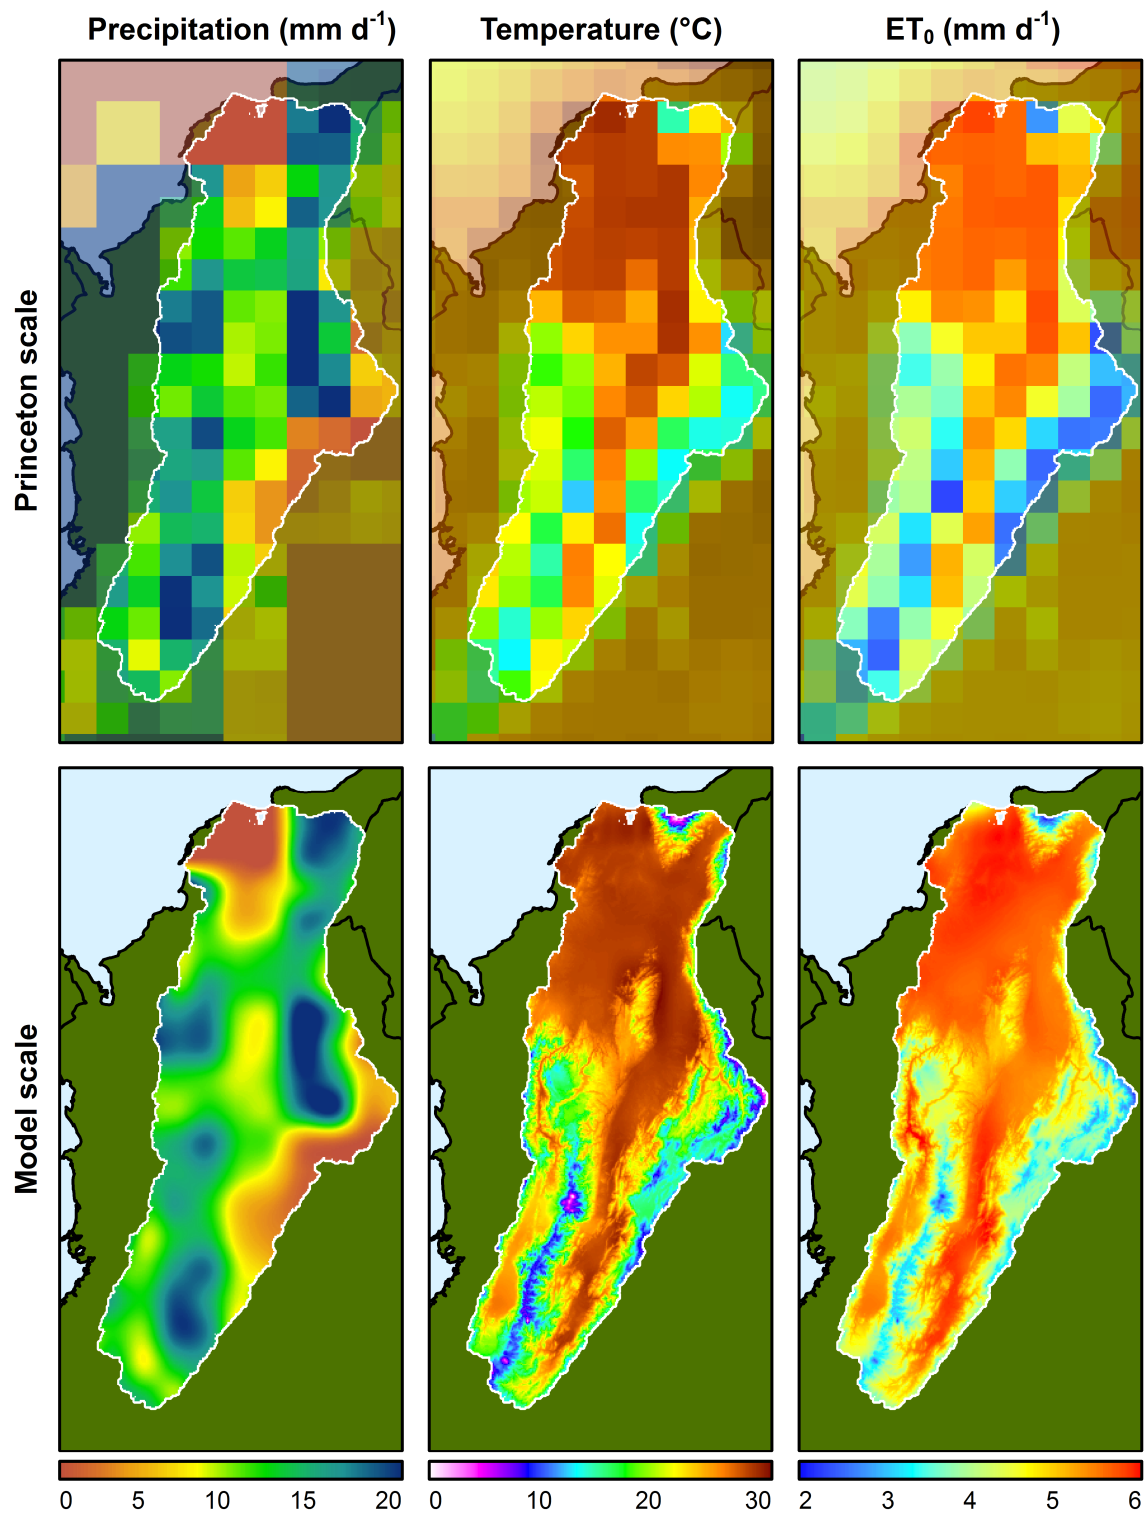 Precipitation (mm d⁻¹) Temperature (°C) ET₀ (mm d⁻¹)
Princeton scale
Model scale
0 5 10 15 20 0 10 20 30 2 3 4 5 6